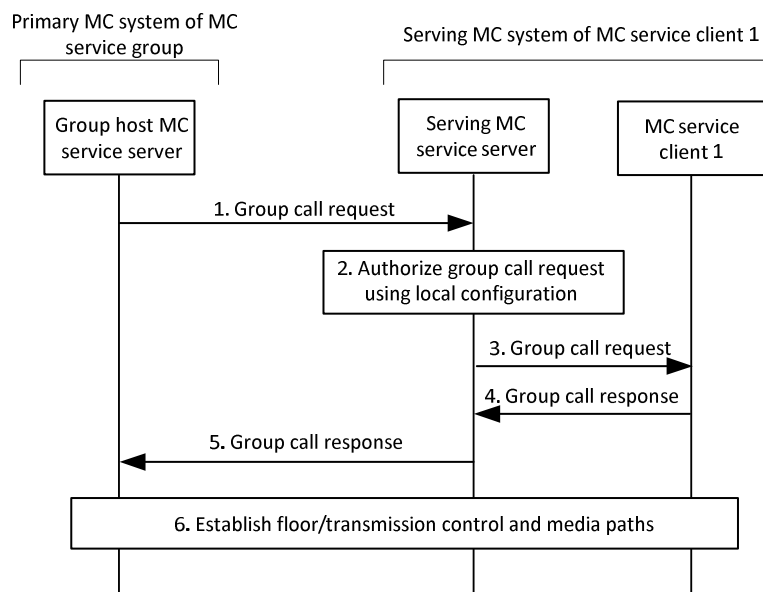 Primary MC system of MC
service group
Serving MC system of MC service client 1
Group host MC
service server
Serving MC
service server
MC service
client 1
1. Group call request
2. Authorize group call request
using local configuration
3. Group call request
4. Group call response
5. Group call response
6. Establish floor/transmission control and media paths